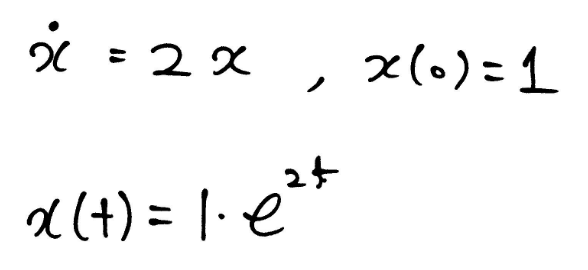 ẋ = 2x , x(0) = 1
x(t) = 1 · e^{2t}